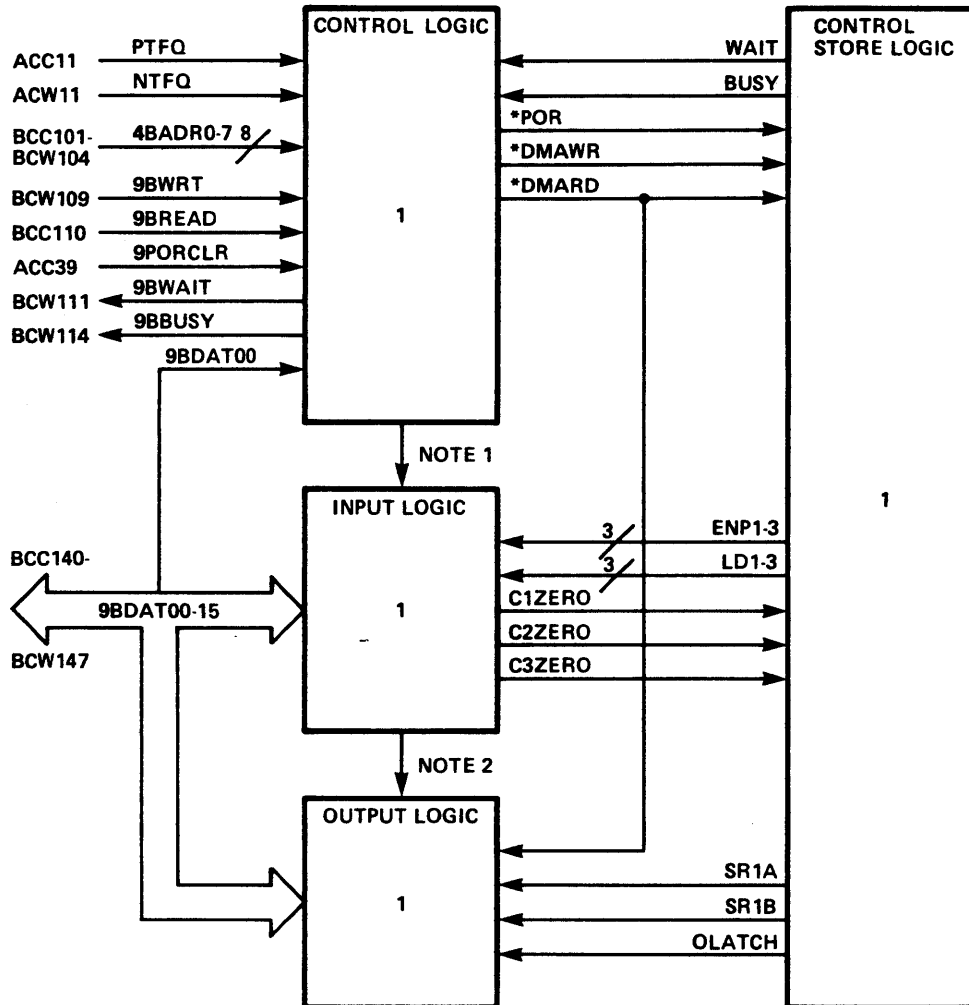 CONTROL LOGIC
CONTROL
STORE LOGIC
ACC11
PTFQ
WAIT
ACW11
NTFQ
BUSY
BCC101-
BCW104
4BADR0-7 8
*POR
*DMAWR
BCW109
9BWRT
*DMARD
BCC110
9BREAD
1
ACC39
9PORCLR
BCW111
9BWAIT
BCW114
9BBUSY
9BDAT00
NOTE 1
INPUT LOGIC
1
3
ENP1-3
3
LD1-3
BCC140-
9BDAT00-15
BCW147
1
C1ZERO
C2ZERO
C3ZERO
NOTE 2
OUTPUT LOGIC
1
SR1A
SR1B
OLATCH